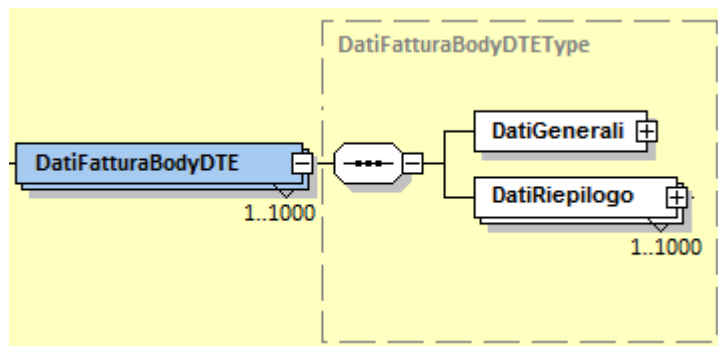 DatiFatturaBodyDTEType
DatiGenerali
DatiFatturaBodyDTE
DatiRiepilogo
1..1000
1..1000